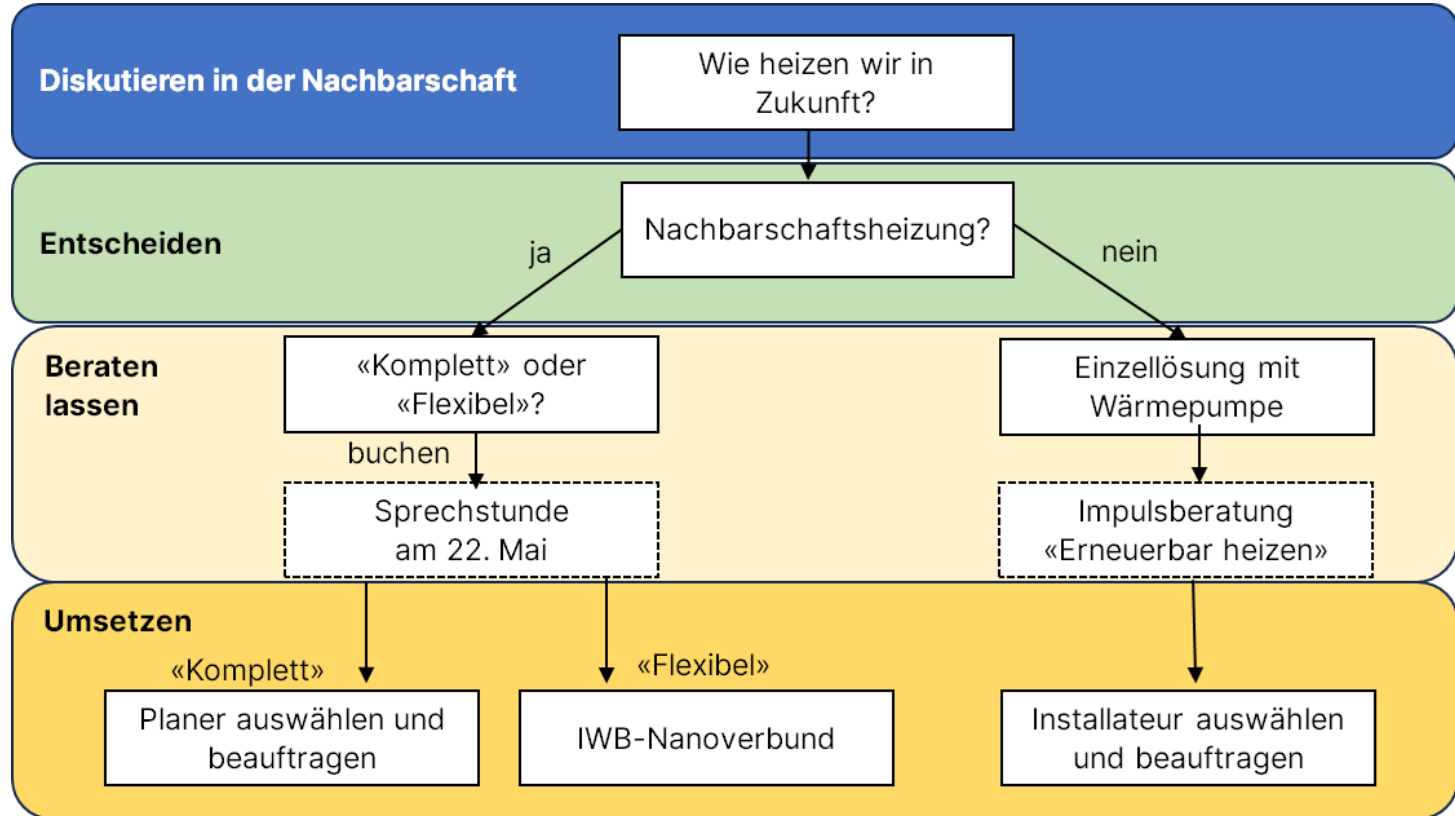 Diskutieren in der Nachbarschaft
Wie heizen wir in
Zukunft?
Entscheiden
Nachbarschaftsheizung?
ja
nein
Beraten
lassen
«Komplett» oder
«Flexibel»?
Einzellösung mit
Wärmepumpe
buchen
Sprechstunde
am 22. Mai
Impulsberatung
«Erneuerbar heizen»
Umsetzen
«Komplett»
«Flexibel»
Planer auswählen und
beauftragen
IWB-Nanoverbund
Installateur auswählen
und beauftragen